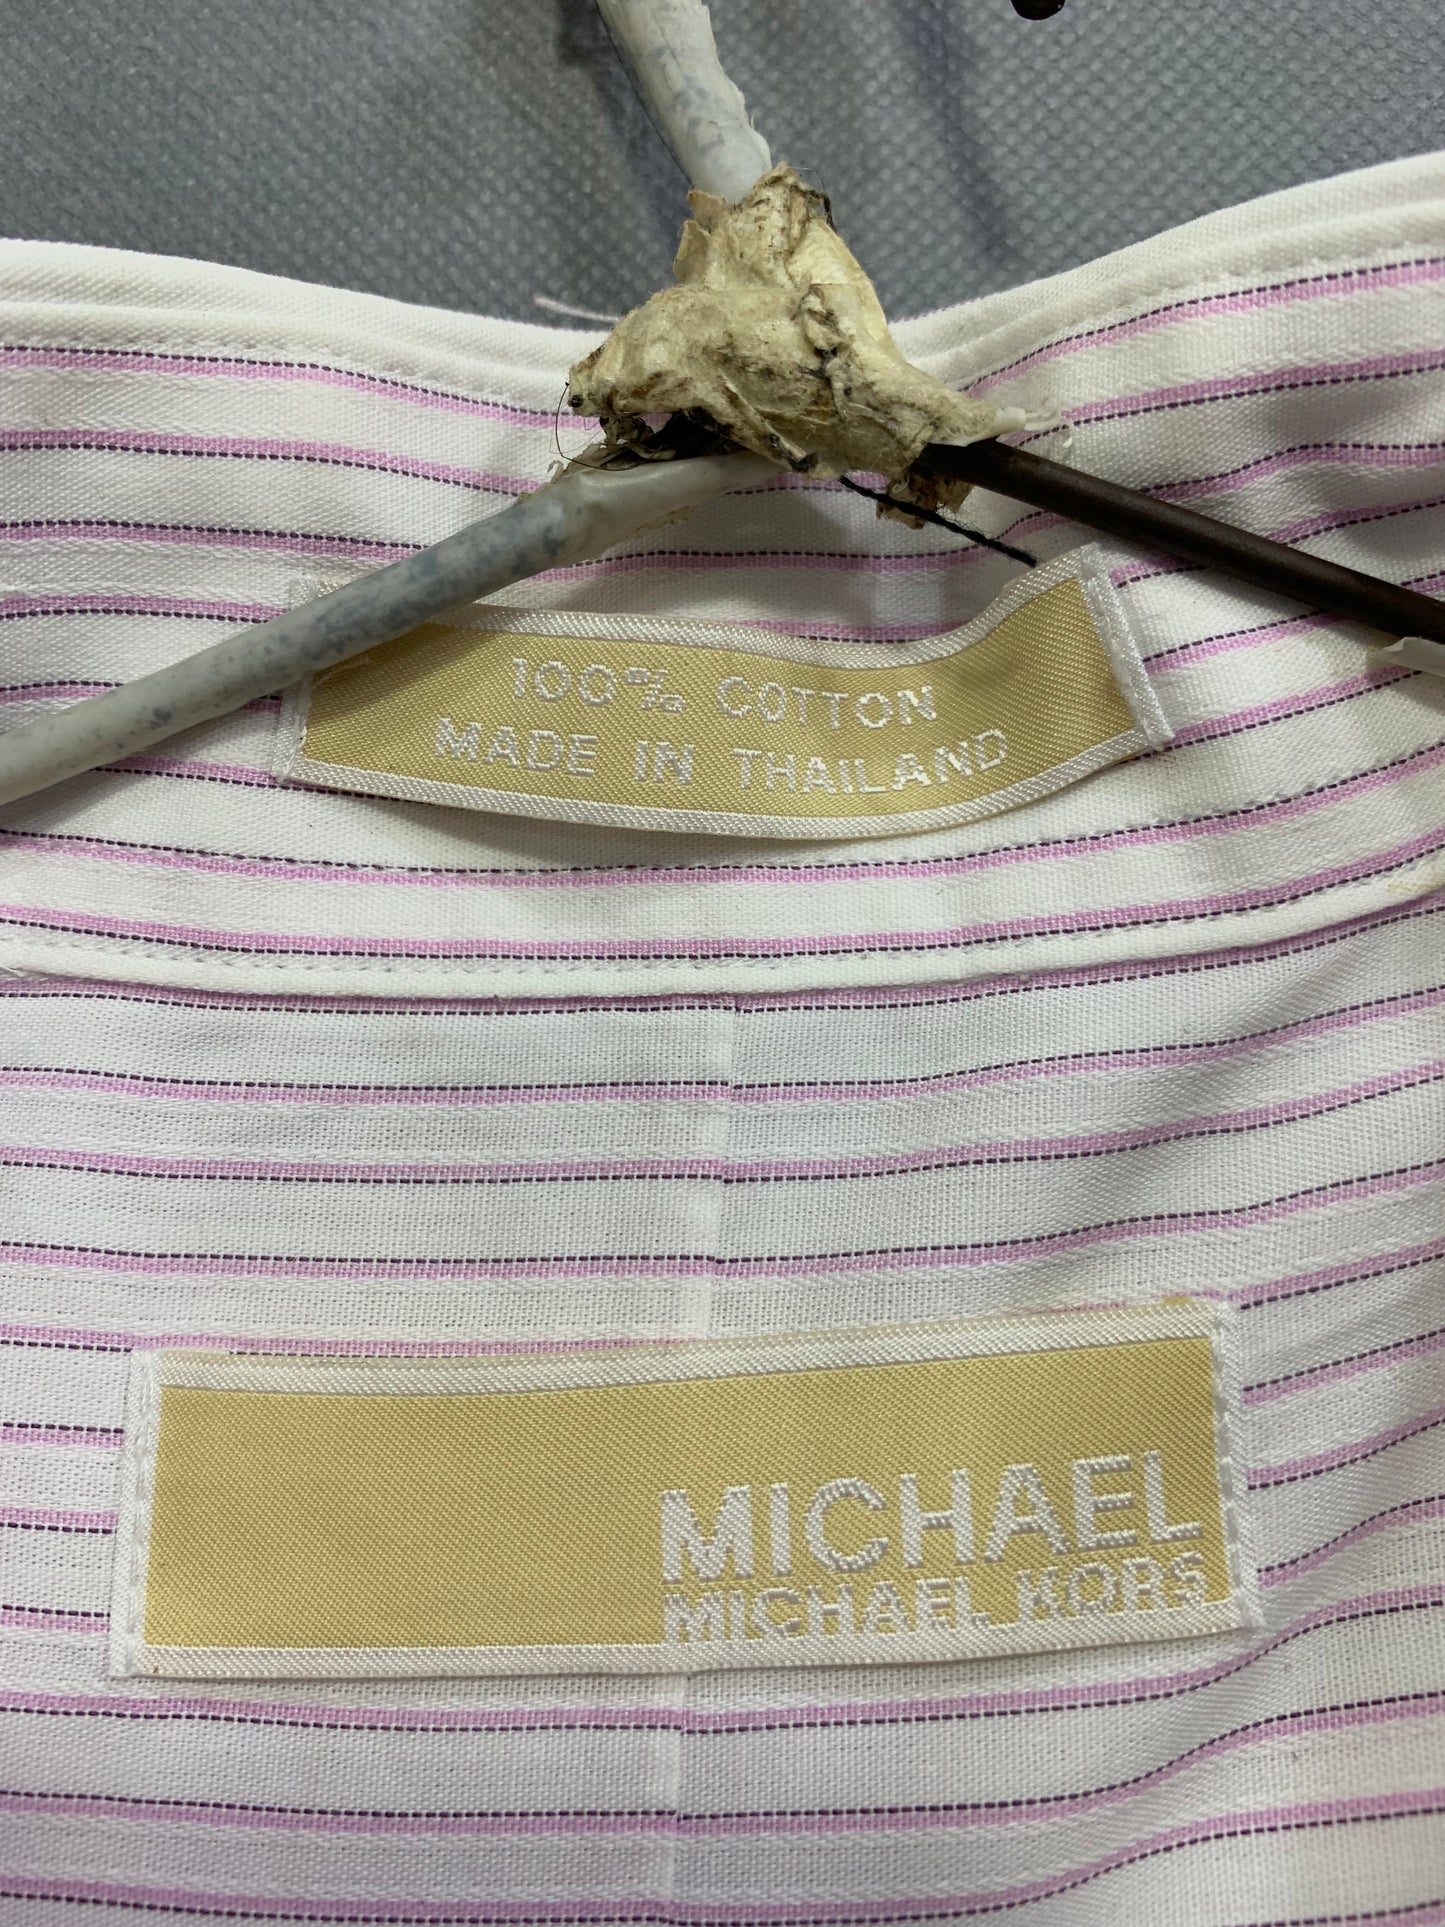 100% COTTON
MADE IN THAILAND
MICHAEL
MICHAEL KORS